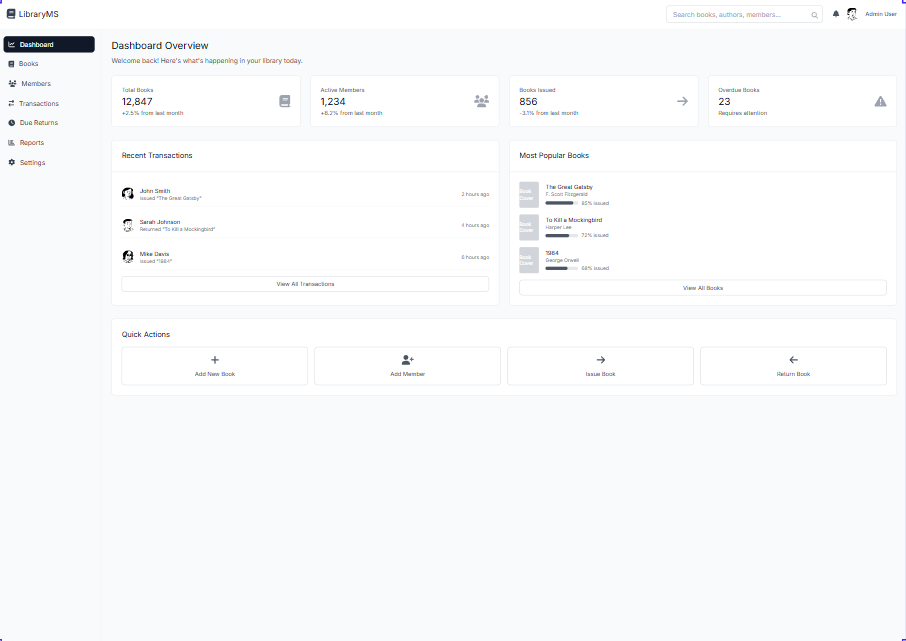 LibraryMS
Search books, authors, members...
Admin User
Dashboard
Books
Members
Transactions
Due Returns
Reports
Settings
Dashboard Overview
Welcome back! Here's what's happening in your library today.
Total Books
12,847
+2.5% from last month
Active Members
1,234
+8.2% from last month
Books Issued
856
-3.1% from last month
Overdue Books
23
Requires attention
Recent Transactions
John Smith
Issued "The Great Gatsby"
2 hours ago
Sarah Johnson
Returned "To Kill a Mockingbird"
4 hours ago
Mike Davis
Issued "1984"
6 hours ago
View All Transactions
Most Popular Books
Book
Cover
The Great Gatsby
F. Scott Fitzgerald
85% issued
Book
Cover
To Kill a Mockingbird
Harper Lee
72% issued
Book
Cover
1984
George Orwell
68% issued
View All Books
Quick Actions
Add New Book
Add Member
Issue Book
Return Book